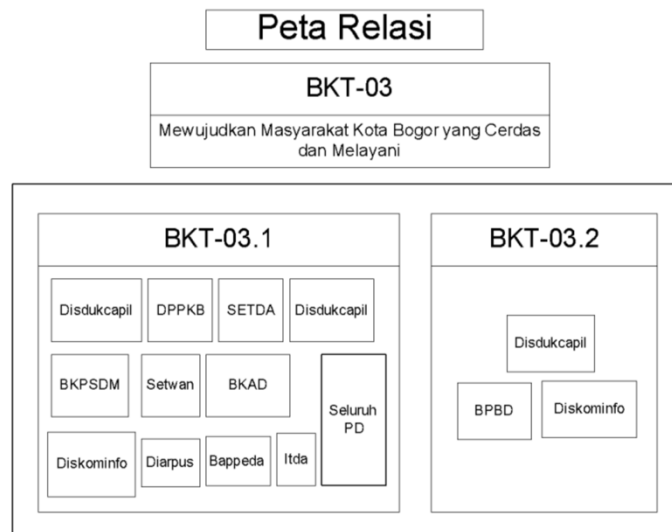 Peta Relasi
BKT-03
Mewujudkan Masyarakat Kota Bogor yang Cerdas
dan Melayani
BKT-03.1
Disdukcapil
DPPKB
SETDA
Disdukcapil
BKPSDM
Setwan
BKAD
Seluruh
PD
Diskominfo
Diarpus
Bappeda
Itda
BKT-03.2
Disdukcapil
BPBD
Diskominfo